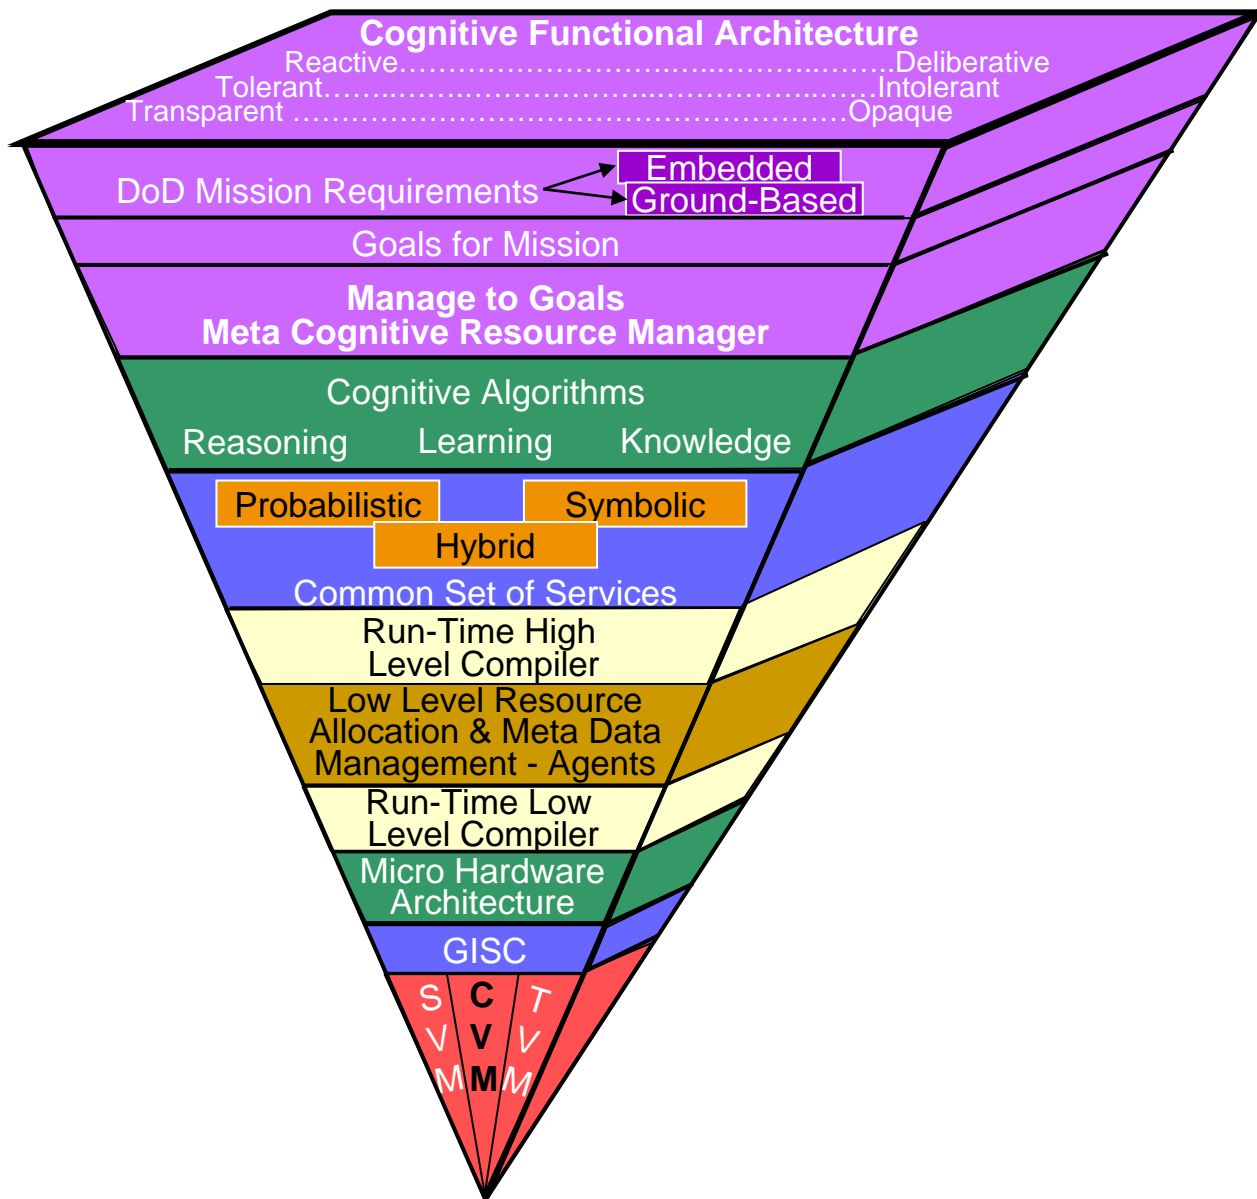 Cognitive Functional Architecture
Reactive……………………….…..………..……..Deliberative
Tolerant……..…..…………………..……………..……Intolerant
Transparent ……………………………………………………Opaque
DoD Mission Requirements
Embedded
Ground-Based
Goals for Mission
Manage to Goals
Meta Cognitive Resource Manager
Cognitive Algorithms
Reasoning Learning Knowledge
Probabilistic Symbolic
Hybrid
Common Set of Services
Run-Time High
Level Compiler
Low Level Resource
Allocation & Meta Data
Management - Agents
Run-Time Low
Level Compiler
Micro Hardware
Architecture
GISC
SVM
CVM
TVM